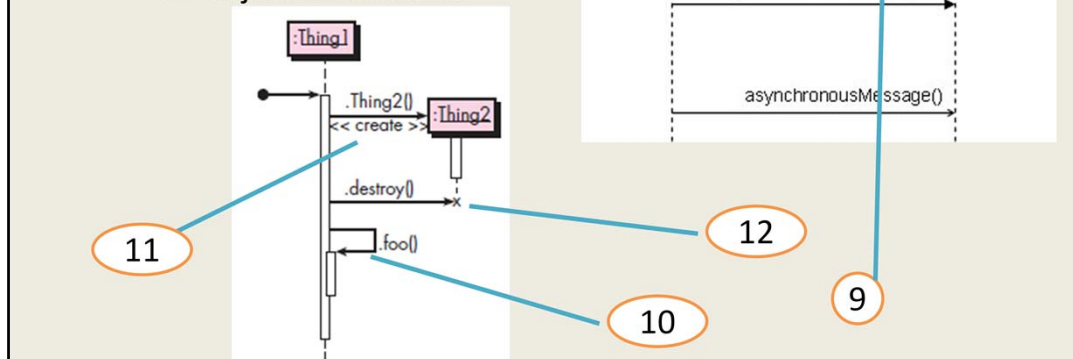 :Thing1
.Thing2()
<< create >>
:Thing2
.destroy()
.foo()
asynchronousMessage()
11
12
10
9
x